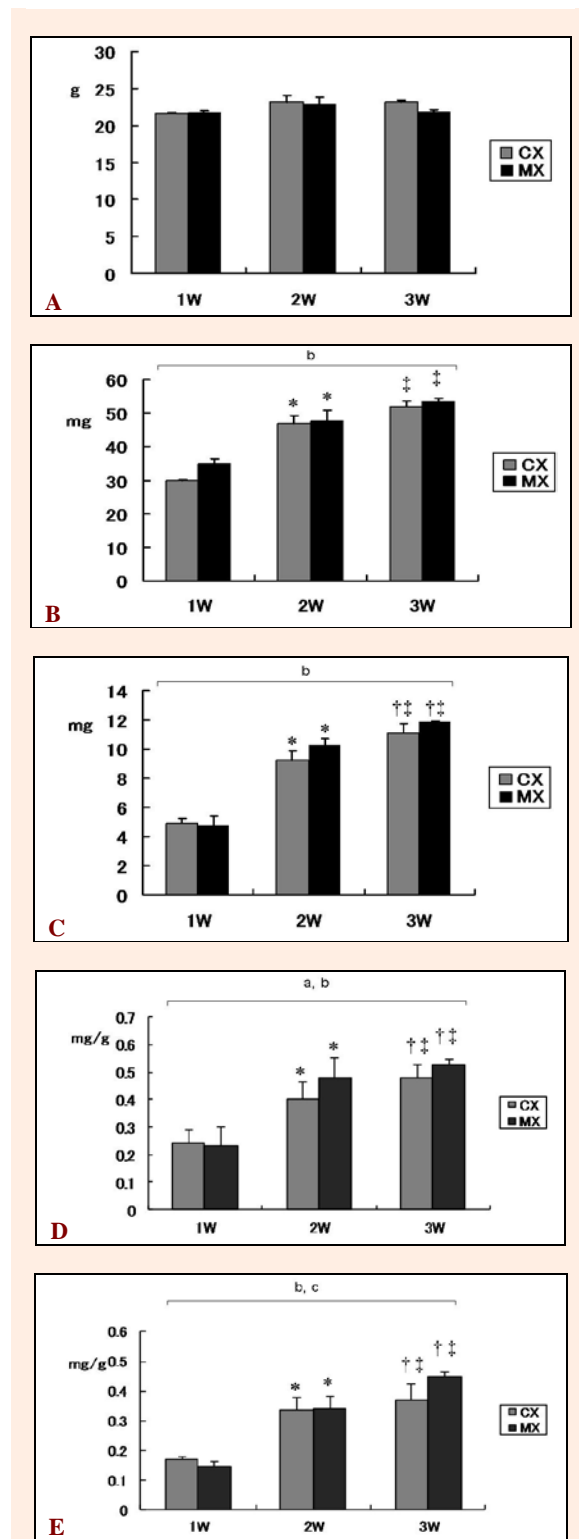 30
g
25
20
15
10
5
0
1W 2W 3W
CX
MX
A
b
60
mg
50
40
30
20
10
0
* * ‡ ‡
1W 2W 3W
CX
MX
B
b
14
mg
12
10
8
6
4
2
0
* * †‡ †‡
1W 2W 3W
CX
MX
C
a, b
0.7
mg/g
0.6
0.5
0.4
0.3
0.2
0.1
0
* * †‡ †‡
1W 2W 3W
CX
MX
D
b, c
0.6
mg/g
0.5
0.4
0.3
0.2
0.1
0
* * †‡ †‡
1W 2W 3W
CX
MX
E